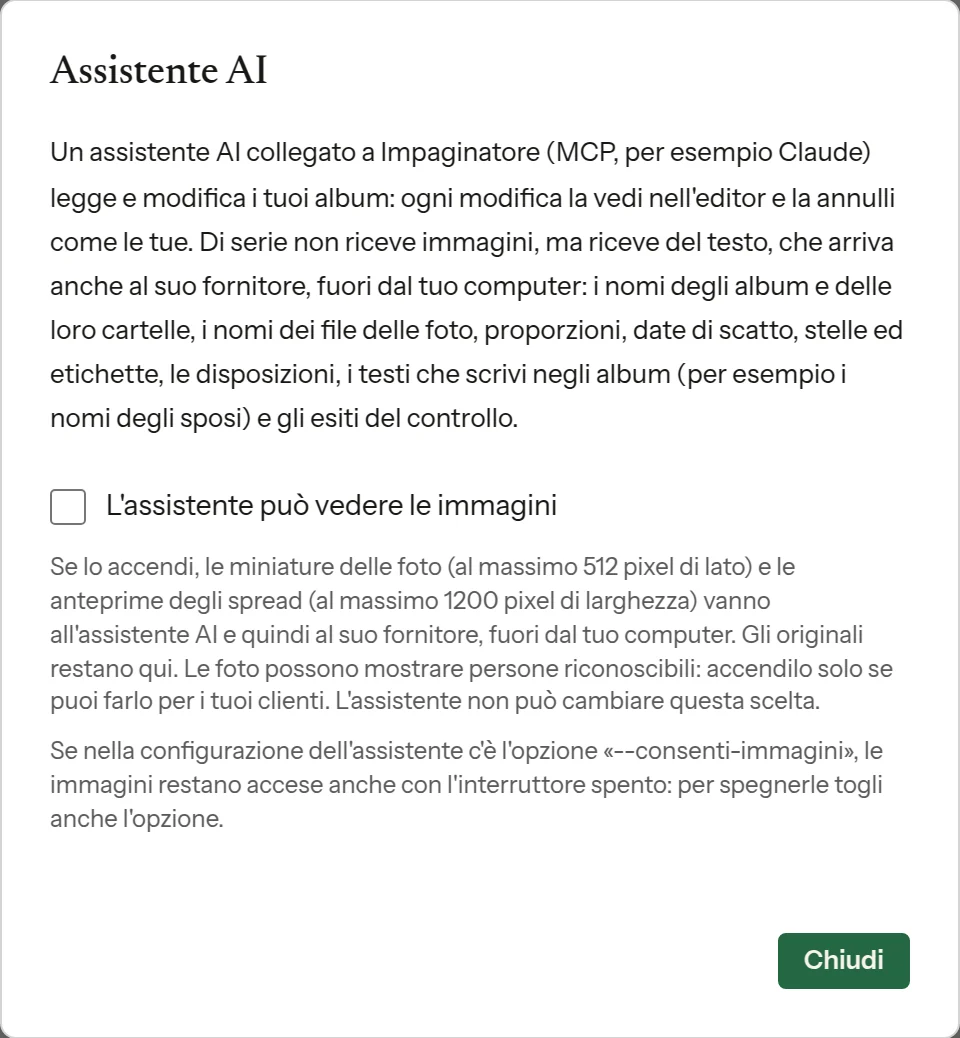 Assistente AI
Un assistente AI collegato a Impaginatore (MCP, per esempio Claude)
legge e modifica i tuoi album: ogni modifica la vedi nell'editor e la annulli
come le tue. Di serie non riceve immagini, ma riceve del testo, che arriva
anche al suo fornitore, fuori dal tuo computer: i nomi degli album e delle
loro cartelle, i nomi dei file delle foto, proporzioni, date di scatto, stelle ed
etichette, le disposizioni, i testi che scrivi negli album (per esempio i
nomi degli sposi) e gli esiti del controllo.
L'assistente può vedere le immagini
Se lo accendi, le miniature delle foto (al massimo 512 pixel di lato) e le
anteprime degli spread (al massimo 1200 pixel di larghezza) vanno
all'assistente AI e quindi al suo fornitore, fuori dal tuo computer. Gli originali
restano qui. Le foto possono mostrare persone riconoscibili: accendilo solo se
puoi farlo per i tuoi clienti. L'assistente non può cambiare questa scelta.
Se nella configurazione dell'assistente c'è l'opzione «--consenti-immagini», le
immagini restano accese anche con l'interruttore spento: per spegnerle togli
anche l'opzione.
Chiudi